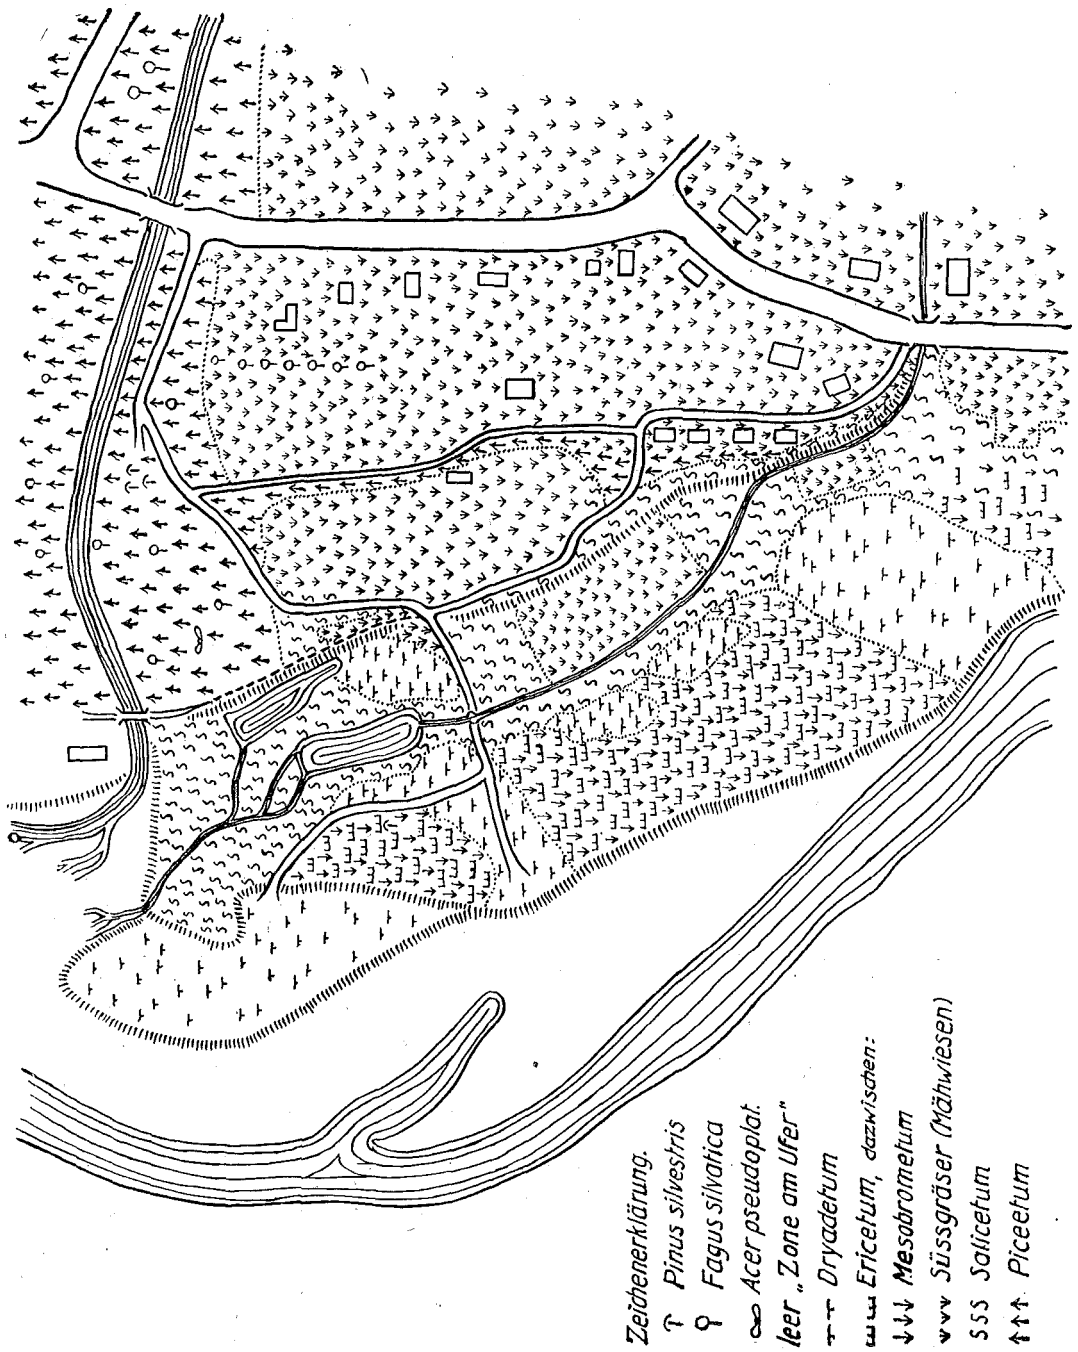 Zeichenerklärung.
Pinus silvestris
Fagus silvatica
Acer pseudoplat.
leer „Zone am Ufer"
Dryadetum
Ericetum, dazwischen:
Mesobrometum
Süssgräser (Mähwiesen)
SSS Salicetum
Piceetum